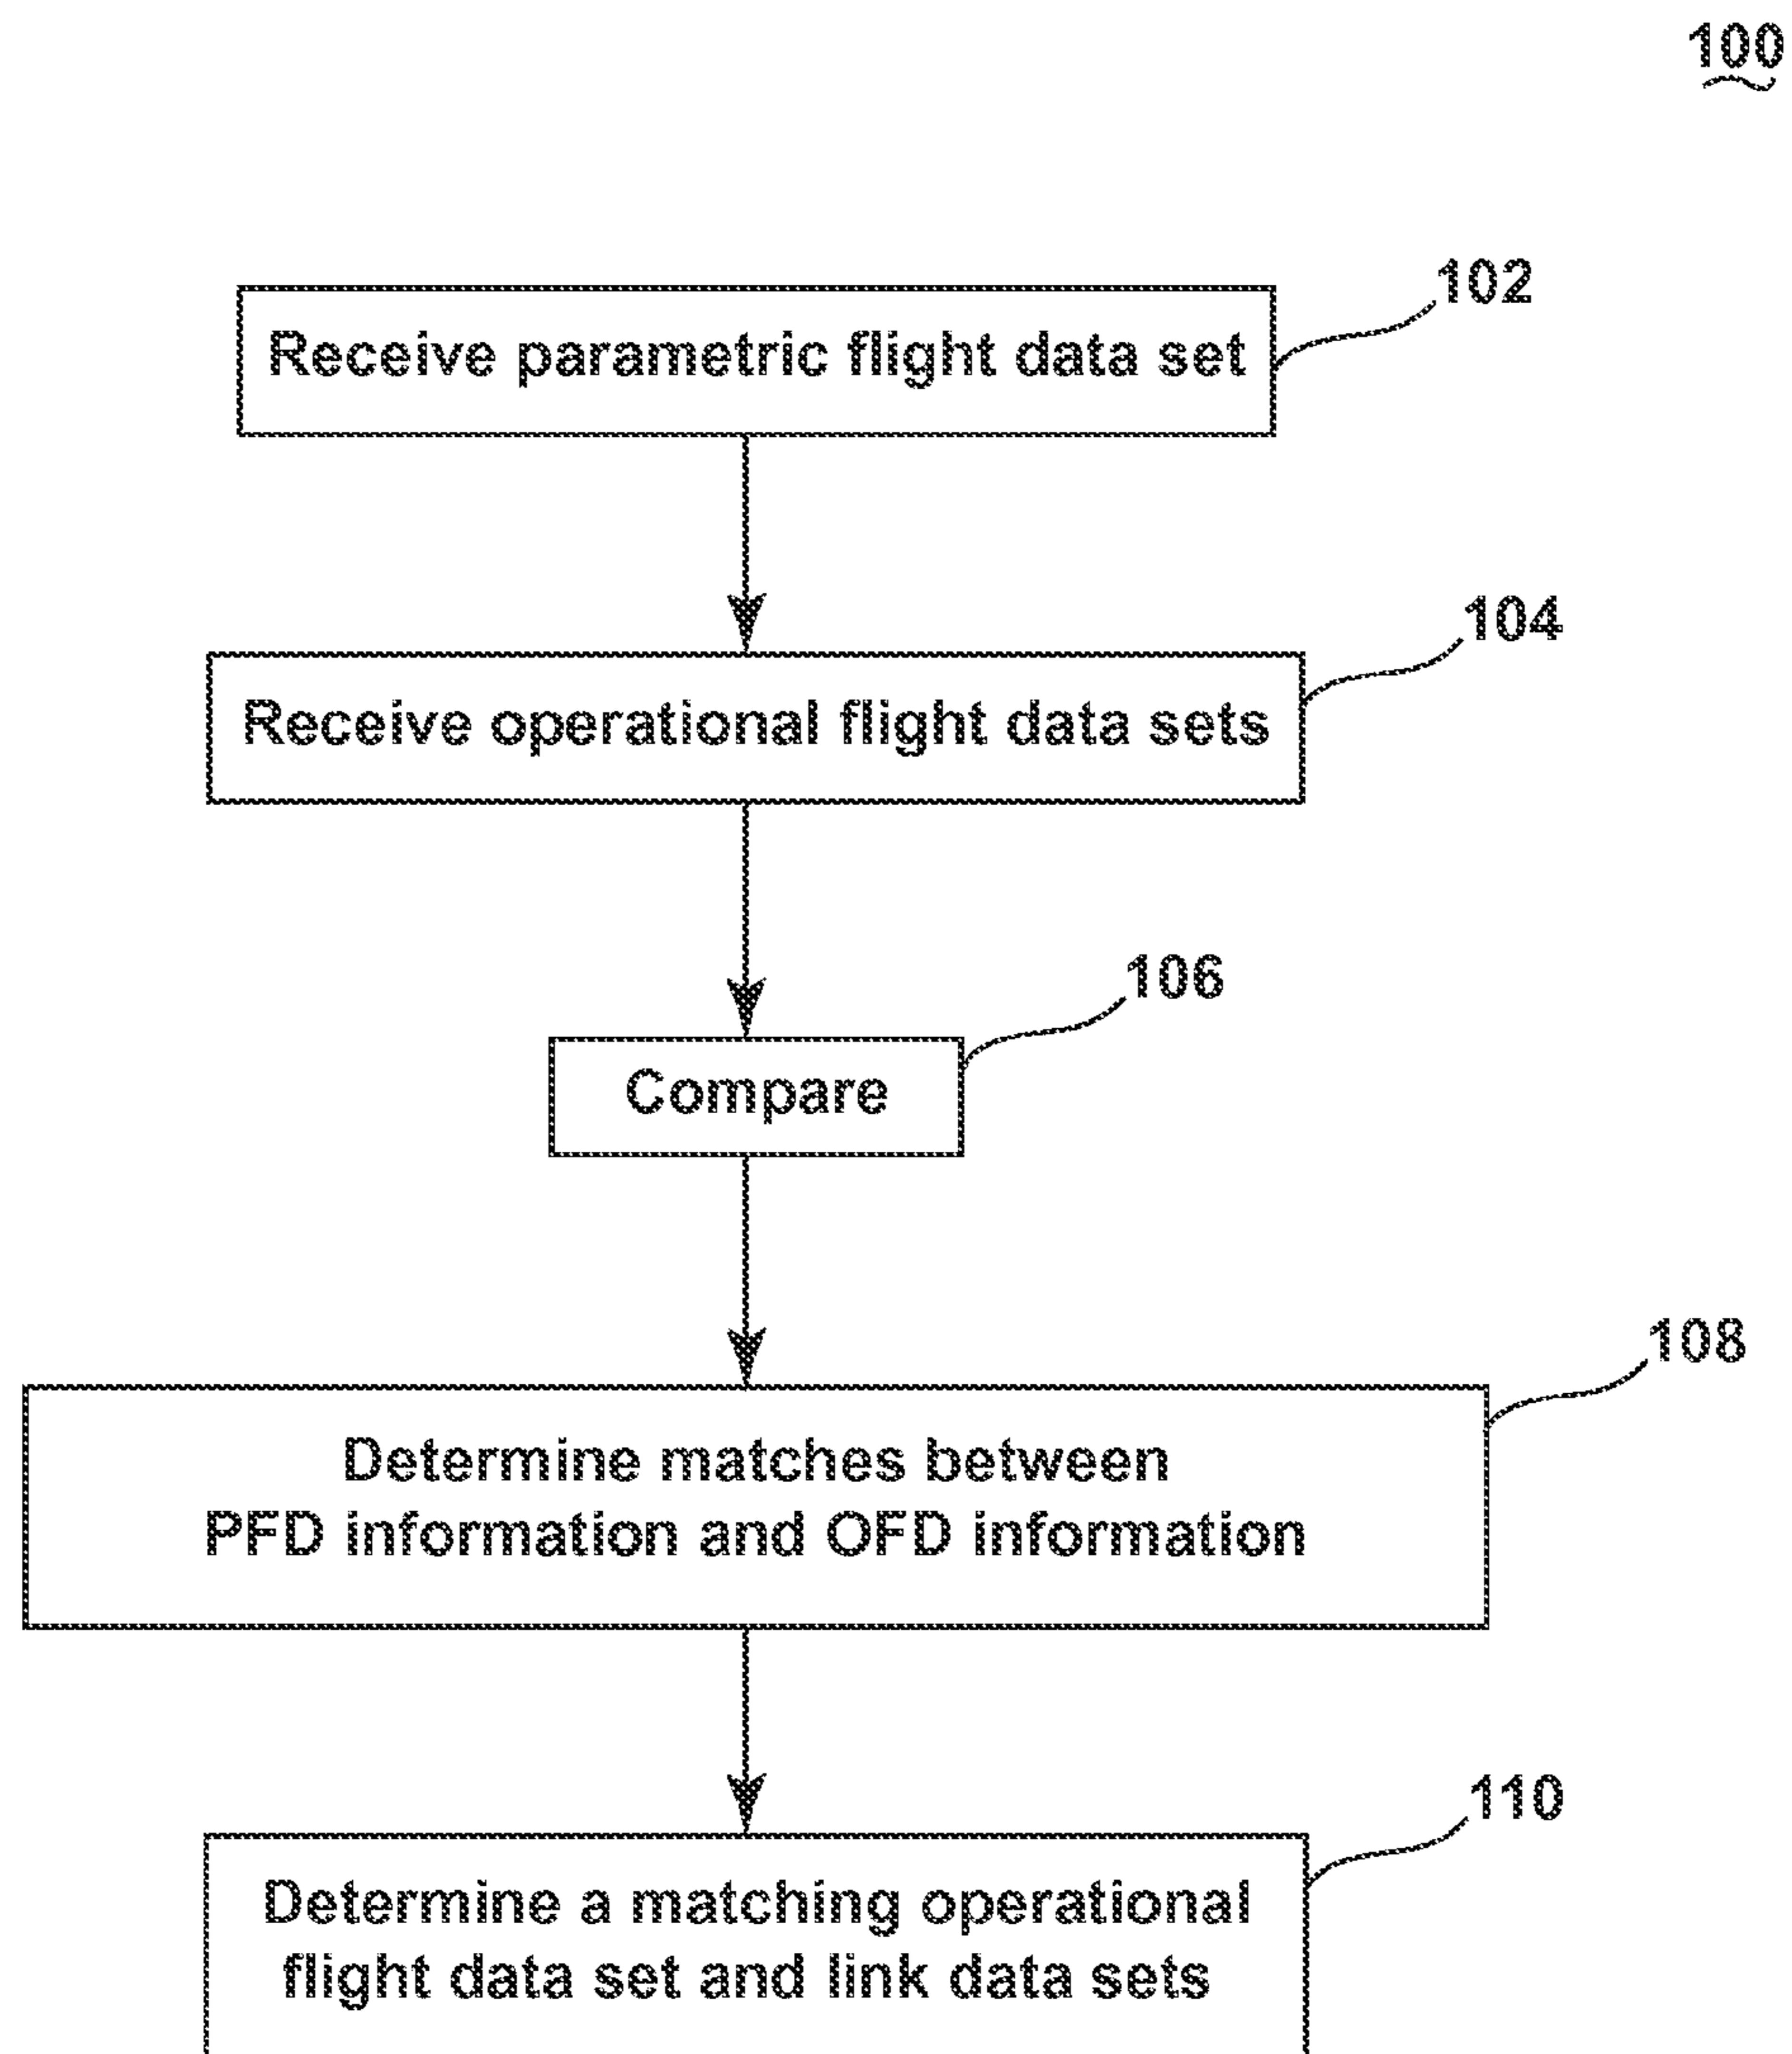 100
102
Receive parametric flight data set
104
Receive operational flight data sets
106
Compare
108
Determine matches between
PFD information and OFD information
110
Determine a matching operational
flight data set and link data sets